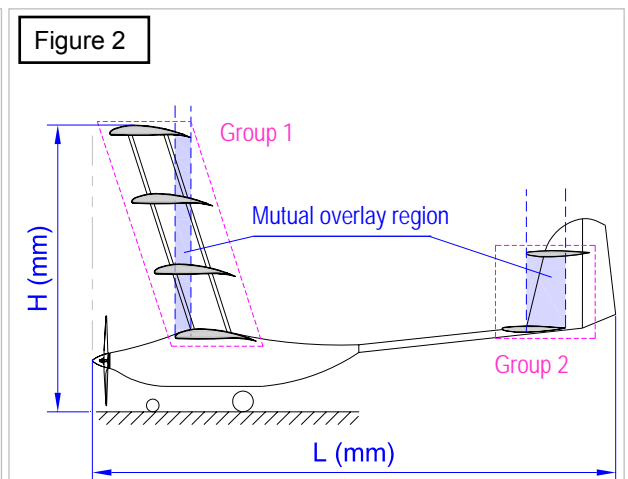 Figure 2
Group 1
Mutual overlay region
H (mm)
Group 2
L (mm)